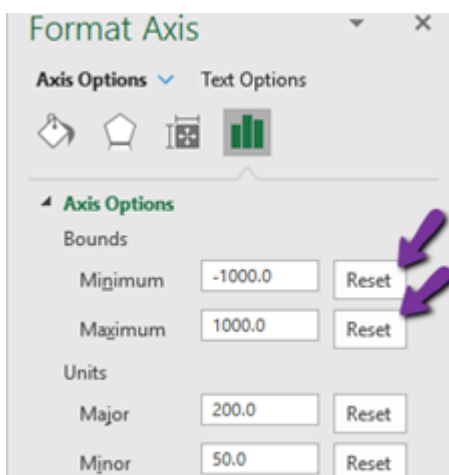 Format Axis
Axis Options Text Options
Axis Options
Bounds
Minimum -1000.0 Reset
Maximum 1000.0 Reset
Units
Major 200.0 Reset
Minor 50.0 Reset